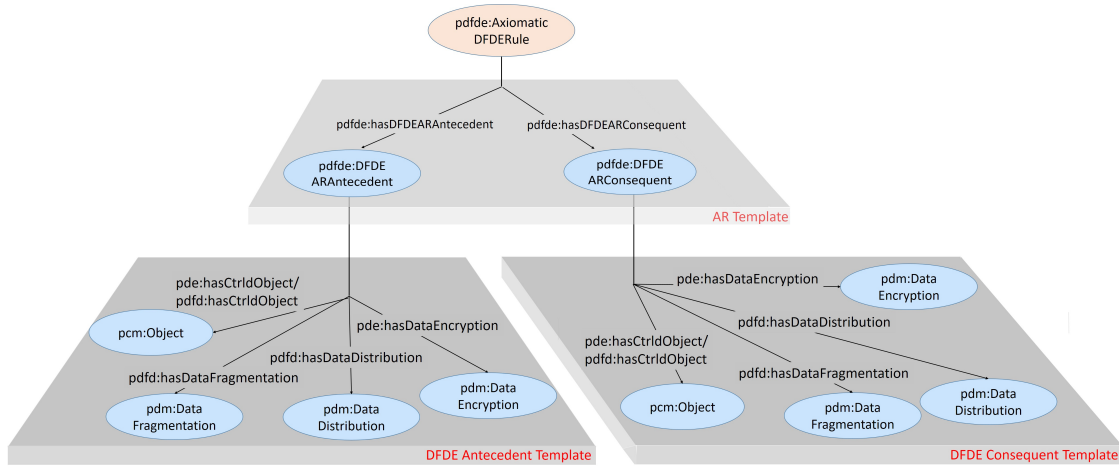 pdfde:Axiomatic
DFDERule
pdfde:hasDFDEARAntecedent
pdfde:hasDFDEARConsequent
pdfde:DFDE
ARAntecedent
pdfde:DFDE
ARConsequent
AR Template
pde:hasCtrldObject/
pdfd:hasCtrldObject
pcm:Object
pde:hasDataEncryption
pdfd:hasDataDistribution
pdfd:hasDataFragmentation
pdm:Data
Fragmentation
pdm:Data
Distribution
pdm:Data
Encryption
DFDE Antecedent Template
pde:hasDataEncryption
pdm:Data
Encryption
pdfd:hasDataDistribution
pde:hasCtrldObject/
pdfd:hasCtrldObject
pdfd:hasDataFragmentation
pcm:Object
pdm:Data
Fragmentation
pdm:Data
Distribution
DFDE Consequent Template